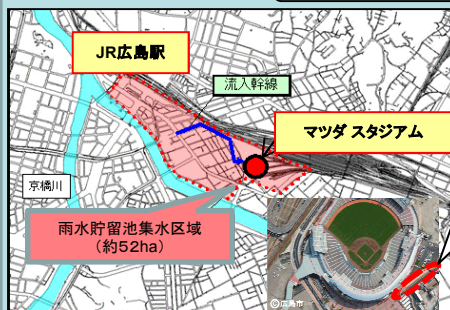 JR広島駅
流入幹線
マツダ スタジアム
京橋川
雨水貯留池集水区域
(約52ha)
©広島市